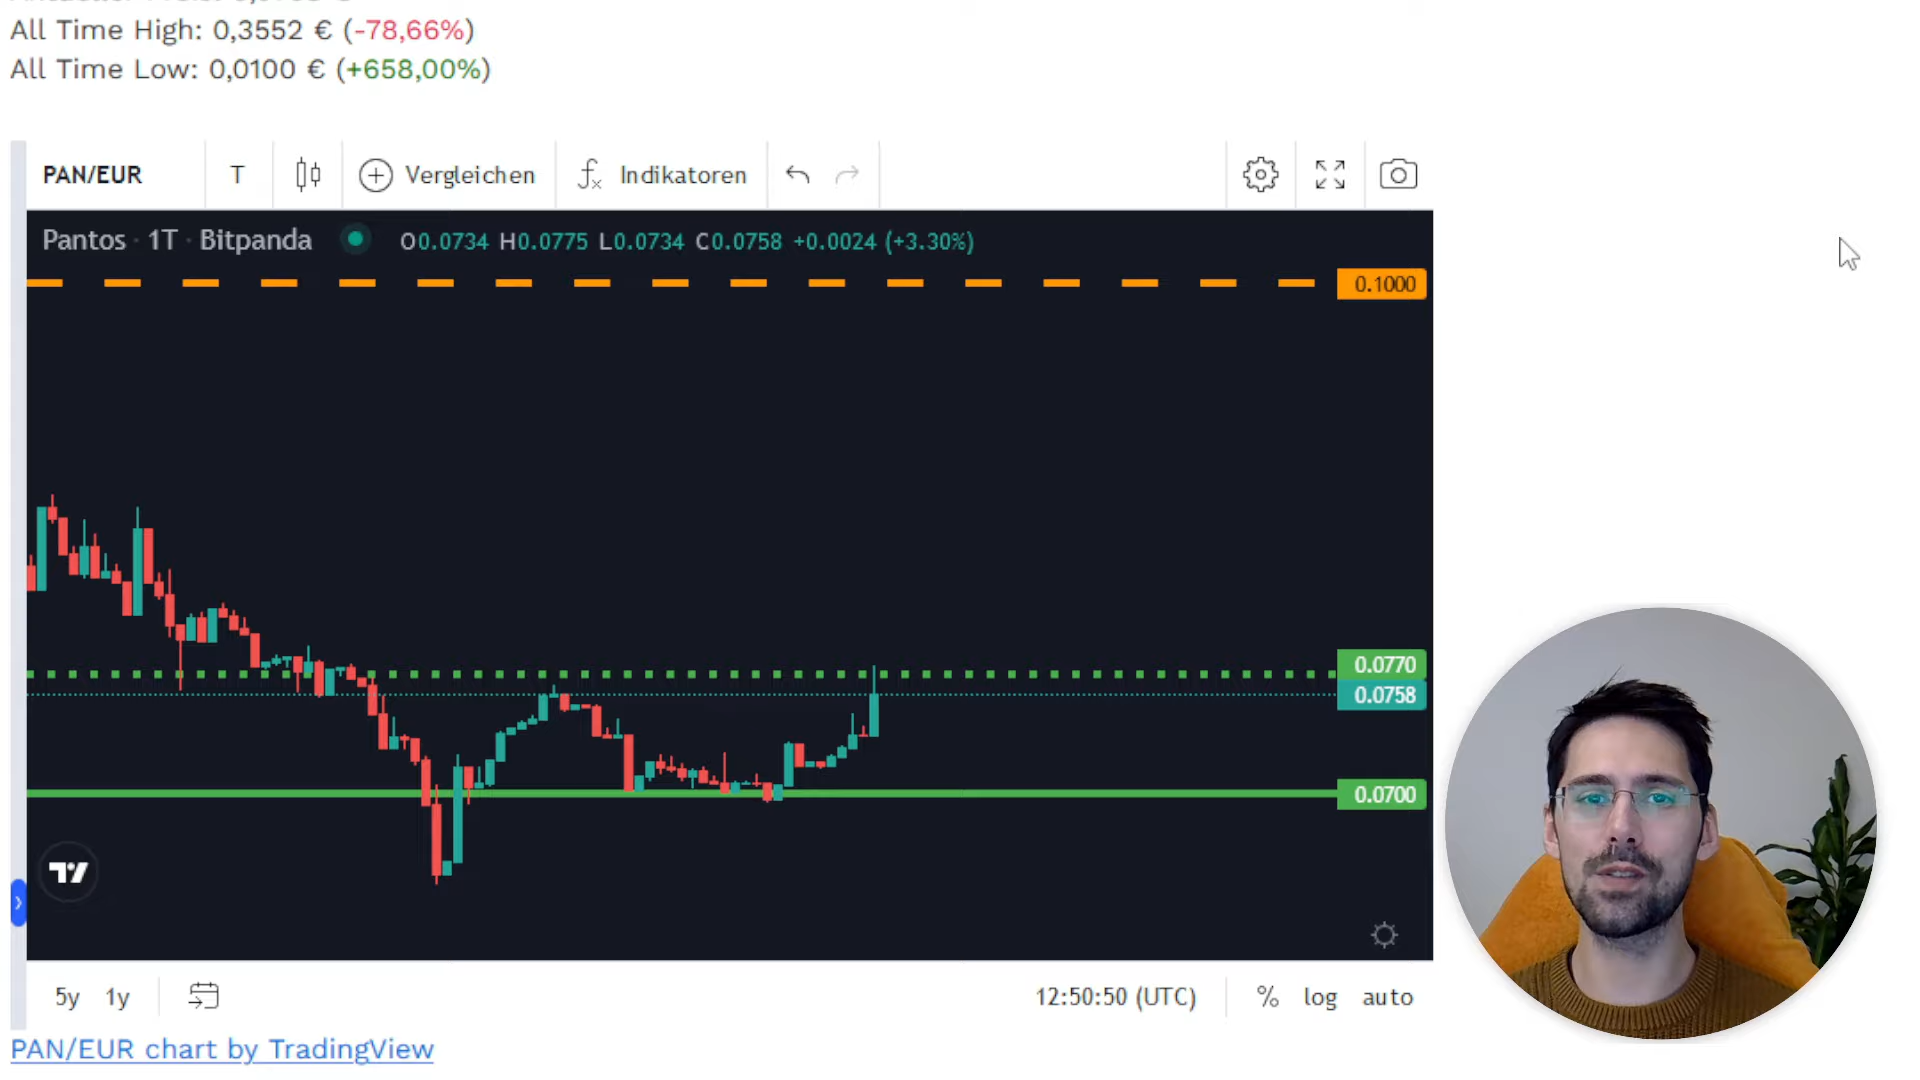 All Time High: 0,3552 € (-78,66%)
All Time Low: 0,0100 € (+658,00%)
PAN/EUR T Vergleichen Indikatoren
Pantos · 1T · Bitpanda O0.0734 H0.0775 L0.0734 C0.0758 +0.0024 (+3.30%)
0.1000
0.0770
0.0758
0.0700
5y 1y 12:50:50 (UTC) % log auto
PAN/EUR chart by TradingView